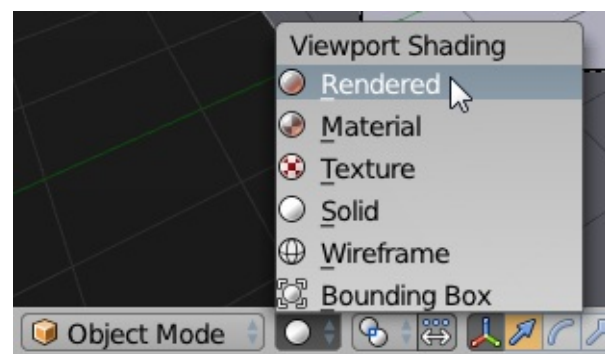 Viewport Shading
Rendered
Material
Texture
Solid
Wireframe
Bounding Box
Object Mode